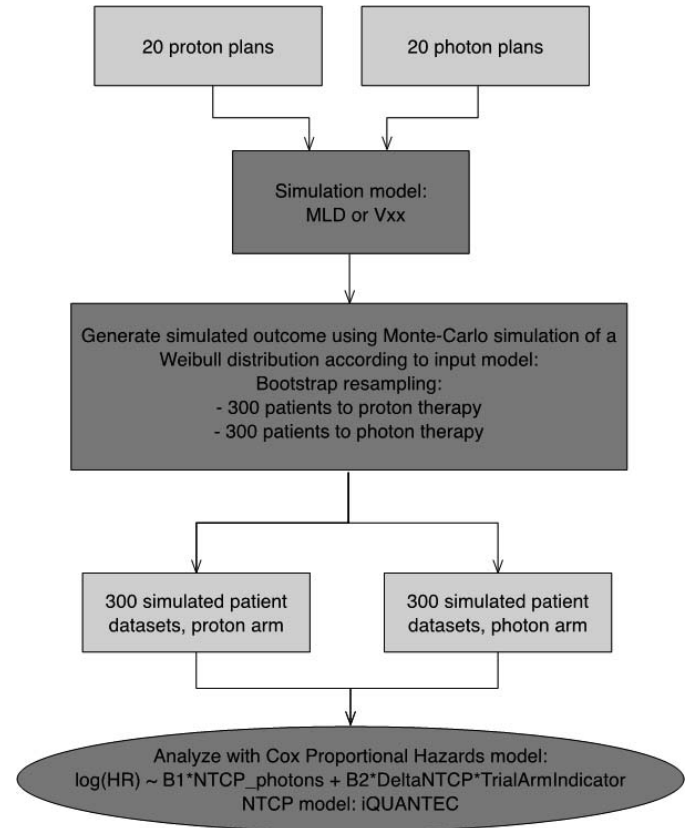 20 proton plans
20 photon plans
Simulation model:
MLD or Vxx
Generate simulated outcome using Monte-Carlo simulation of a
Weibull distribution according to input model:
Bootstrap resampling:
- 300 patients to proton therapy
- 300 patients to photon therapy
300 simulated patient
datasets, proton arm
300 simulated patient
datasets, photon arm
Analyze with Cox Proportional Hazards model:
log(HR) ~ B1*NTCP_photons + B2*DeltaNTCP*TrialArmIndicator
NTCP model: iQUANTEC